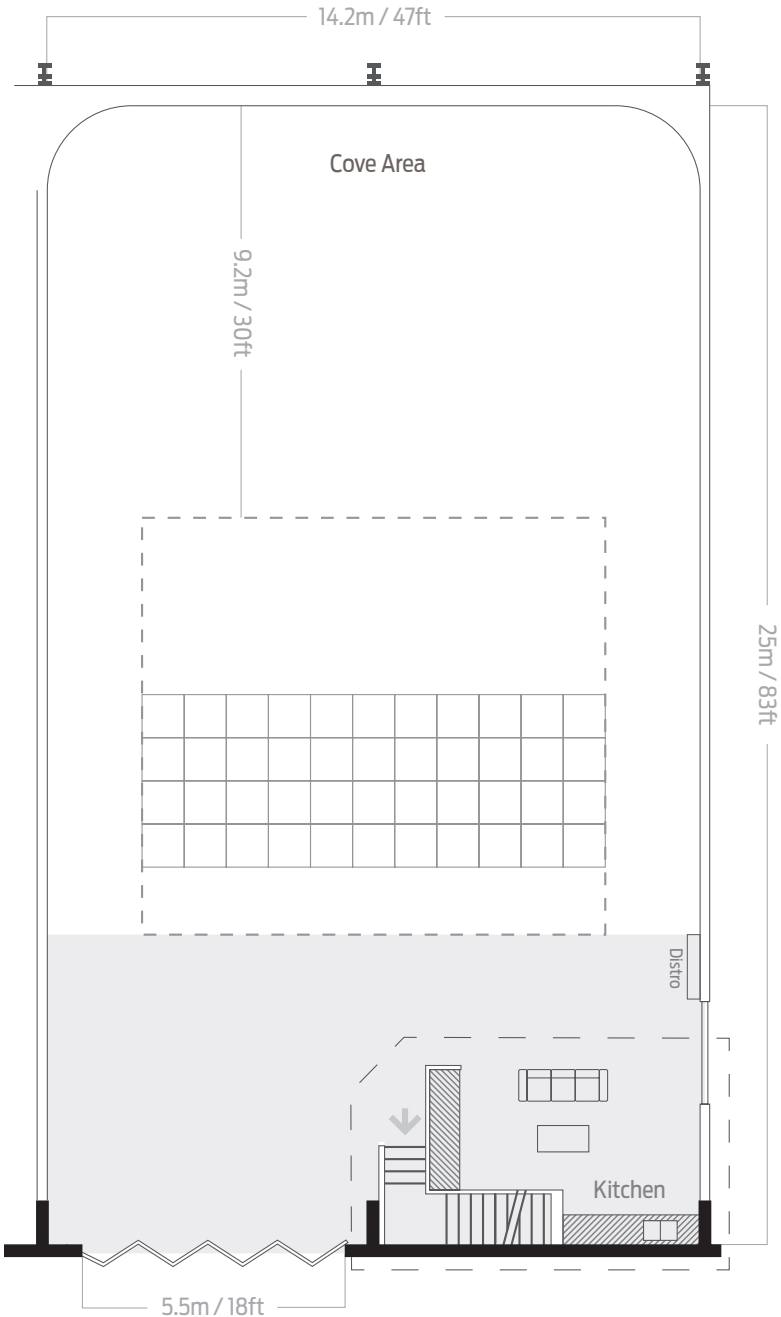 14.2m / 47ft
Cove Area
9.2m / 30ft
25m / 83ft
Distro
Kitchen
5.5m / 18ft